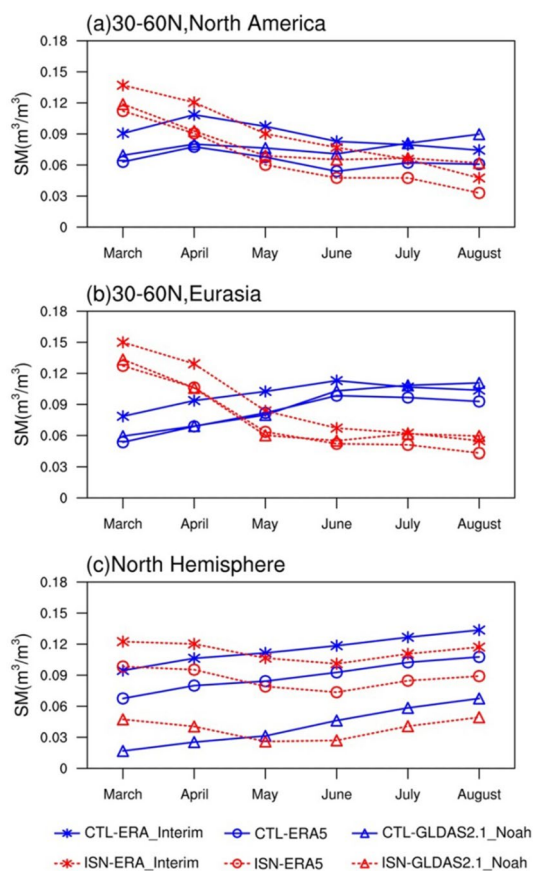 (a)30-60N,North America
SM(m³/m³)
0.18
0.15
0.12
0.09
0.06
0.03
0
March April May June July August
(b)30-60N,Eurasia
SM(m³/m³)
0.18
0.15
0.12
0.09
0.06
0.03
0
March April May June July August
(c)North Hemisphere
SM(m³/m³)
0.18
0.15
0.12
0.09
0.06
0.03
0
March April May June July August
CTL-ERA_Interim CTL-ERA5 CTL-GLDAS2.1_Noah
ISN-ERA_Interim ISN-ERA5 ISN-GLDAS2.1_Noah